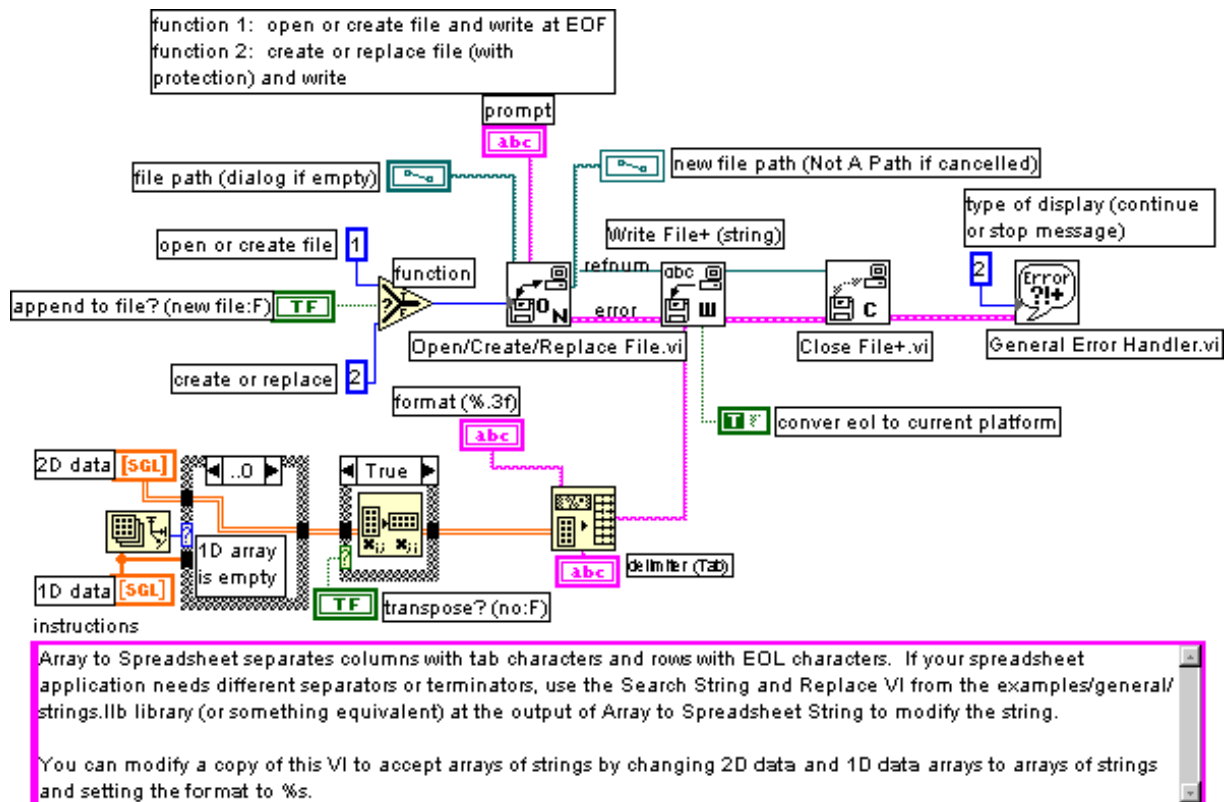 function 1:  open or create file and write at EOF
function 2:  create or replace file (with
protection) and write
prompt
abc
file path (dialog if empty)
new file path (Not A Path if cancelled)
type of display (continue
or stop message)
open or create file
1
function
Write File+ (string)
refnum
abc
2
Error
?!+
append to file? (new file:F)
TF
?
T
F
O
N
error
Ш
C
Open/Create/Replace File.vi
Close File+.vi
General Error Handler.vi
create or replace
2
format (%.3f)
abc
T
F
conver eol to current platform
2D data
[SGL]
..0
True
?
1D array
is empty
?
1D data
[SGL]
abc
delimiter (Tab)
TF
transpose? (no:F)
instructions
Array to Spreadsheet separates columns with tab characters and rows with EOL characters.  If your spreadsheet
application needs different separators or terminators, use the Search String and Replace VI from the examples/general/
strings.llb library (or something equivalent) at the output of Array to Spreadsheet String to modify the string.
You can modify a copy of this VI to accept arrays of strings by changing 2D data and 1D data arrays to arrays of strings
and setting the format to %s.